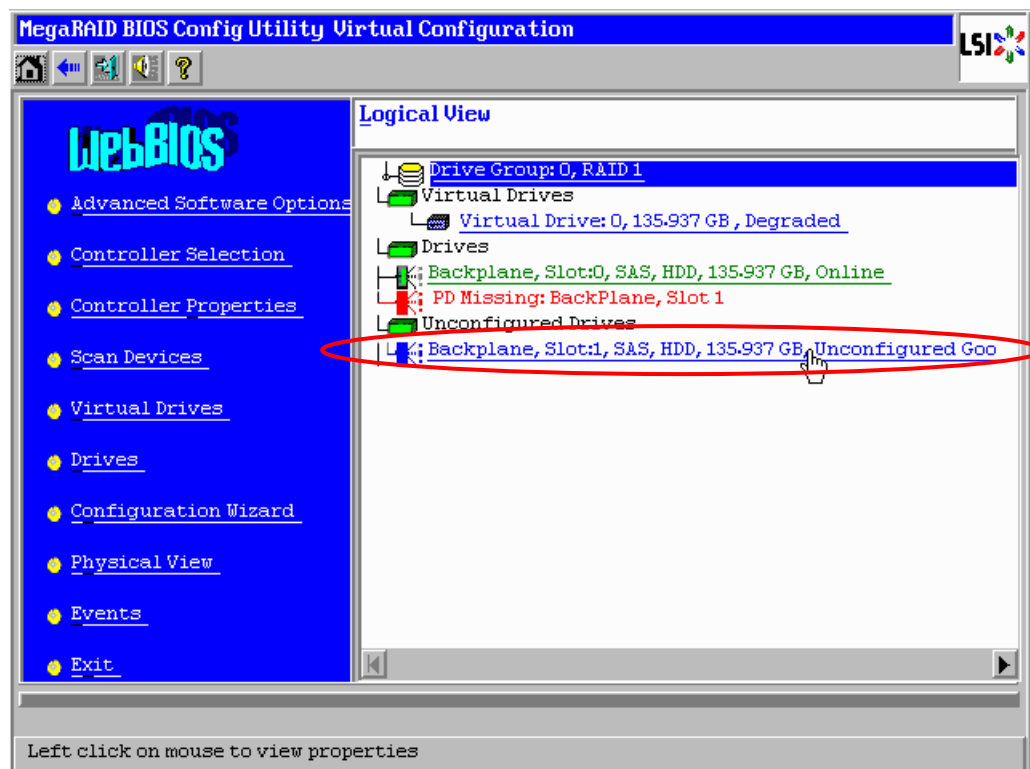 MegaRAID BIOS Config Utility Virtual Configuration
LSI
WebBIOS
Advanced Software Options
Controller Selection
Controller Properties
Scan Devices
Virtual Drives
Drives
Configuration Wizard
Physical View
Events
Exit
Logical View
Drive Group: 0, RAID 1
Virtual Drives
Virtual Drive: 0, 135.937 GB , Degraded
Drives
Backplane, Slot:0, SAS, HDD, 135.937 GB, Online
PD Missing: BackPlane, Slot 1
Unconfigured Drives
Backplane, Slot:1, SAS, HDD, 135.937 GB, Unconfigured Goo
Left click on mouse to view properties